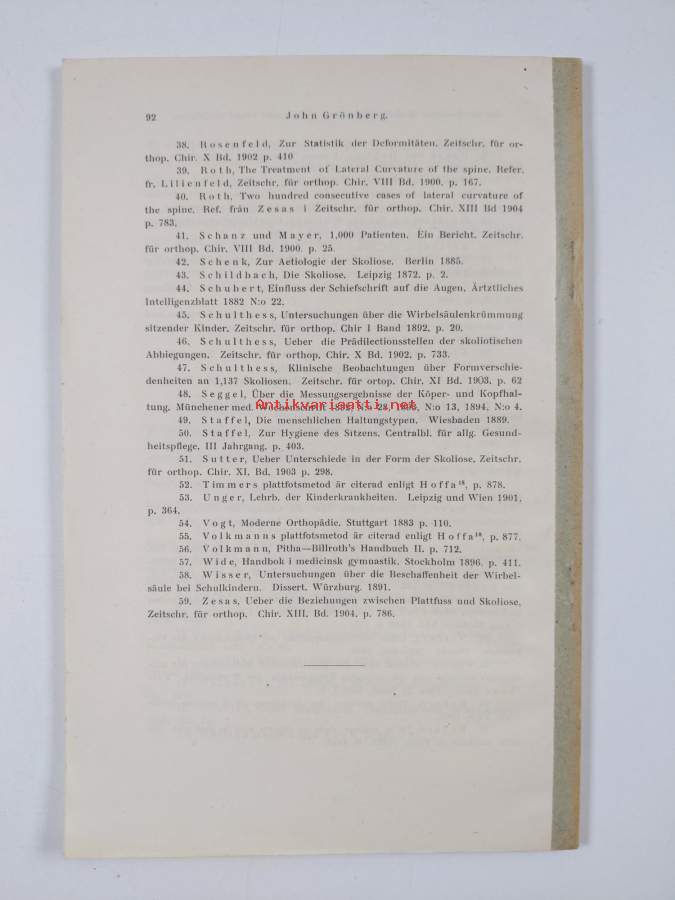 92 John Grönberg.
38. Rosenfeld, Zur Statistik der Deformitäten. Zeitschr. für or-
thop. Chir. X Bd. 1902 p. 410
39. Roth, The Treatment of Lateral Curvature of the spine. Refer.
fr. Lilienfeld, Zeitschr. für orthop. Chir. VIII Bd. 1900. p. 167.
40. Roth, Two hundred consecutive cases of lateral curvature of
the spine. Ref. från Zesas i Zeitschr. für orthop. Chir. XIII Bd 1904
p. 783.
41. Schanz und Mayer, 1,000 Patienten. Ein Bericht. Zeitschr.
für orthop. Chir. VIII Bd. 1900. p. 25.
42. Schenk, Zur Aetiologie der Skoliose. Berlin 1885.
43. Schildbach, Die Skoliose. Leipzig 1872. p. 2.
44. Schubert, Einfluss der Schiefschrift auf die Augen. Ärtztliches
Intelligenzblatt 1882 N:o 22.
45. Schulthess, Untersuchungen über die Wirbelsäulenkrümmung
sitzender Kinder. Zeitschr. für orthop. Chir I Band 1892. p. 20.
46. Schulthess, Ueber die Prädilectionsstellen der skoliotischen
Abbiegungen. Zeitschr. für orthop. Chir. X Bd. 1902. p. 733.
47. Schulthess, Klinische Beobachtungen über Formverschie-
denheiten an 1,137 Skoliosen. Zeitschr. für ortop. Chir. XI Bd. 1903. p. 62
48. Seggel, Über die Messungsergebnisse der Köper- und Kopfhal-
tung. Münchener med. Wochenschrift N:o 13, 1894, N:o 4.
Antikvariaatti.net
49. Staffel, Die menschlichen Haltungstypen. Wiesbaden 1889.
50. Staffel, Zur Hygiene des Sitzens. Centralbl. für allg. Gesund-
heitspflege. III Jahrgang. p. 403.
51. Sutter, Ueber Unterschiede in der Form der Skoliose. Zeitschr.
für orthop. Chir. XI. Bd. 1903 p. 298.
52. Timmers plattfotsmetod är citerad enligt Hoffa¹⁸, p. 878.
53. Unger, Lehrb. der Kinderkrankheiten. Leipzig und Wien 1901.
p. 364.
54. Vogt, Moderne Orthopädie. Stuttgart 1883 p. 110.
55. Volkmanns plattfotsmetod är citerad enligt Hoffa¹⁸, p. 877.
56. Volkmann, Pitha—Billroth's Handbuch II. p. 712.
57. Wide, Handbok i medicinsk gymnastik. Stockholm 1896. p. 411.
58. Wisser, Untersuchungen über die Beschaffenheit der Wirbel-
säule bei Schulkindern. Dissert. Würzburg. 1891.
59. Zesas, Ueber die Beziehungen zwischen Plattfuss und Skoliose.
Zeitschr. für orthop. Chir. XIII. Bd. 1904. p. 786.